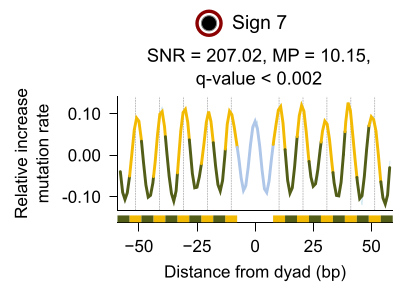 Sign 7
SNR = 207.02, MP = 10.15,
q-value < 0.002
Relative increase
mutation rate
0.10
0.00
-0.10
−50
−25
0
25
50
Distance from dyad (bp)